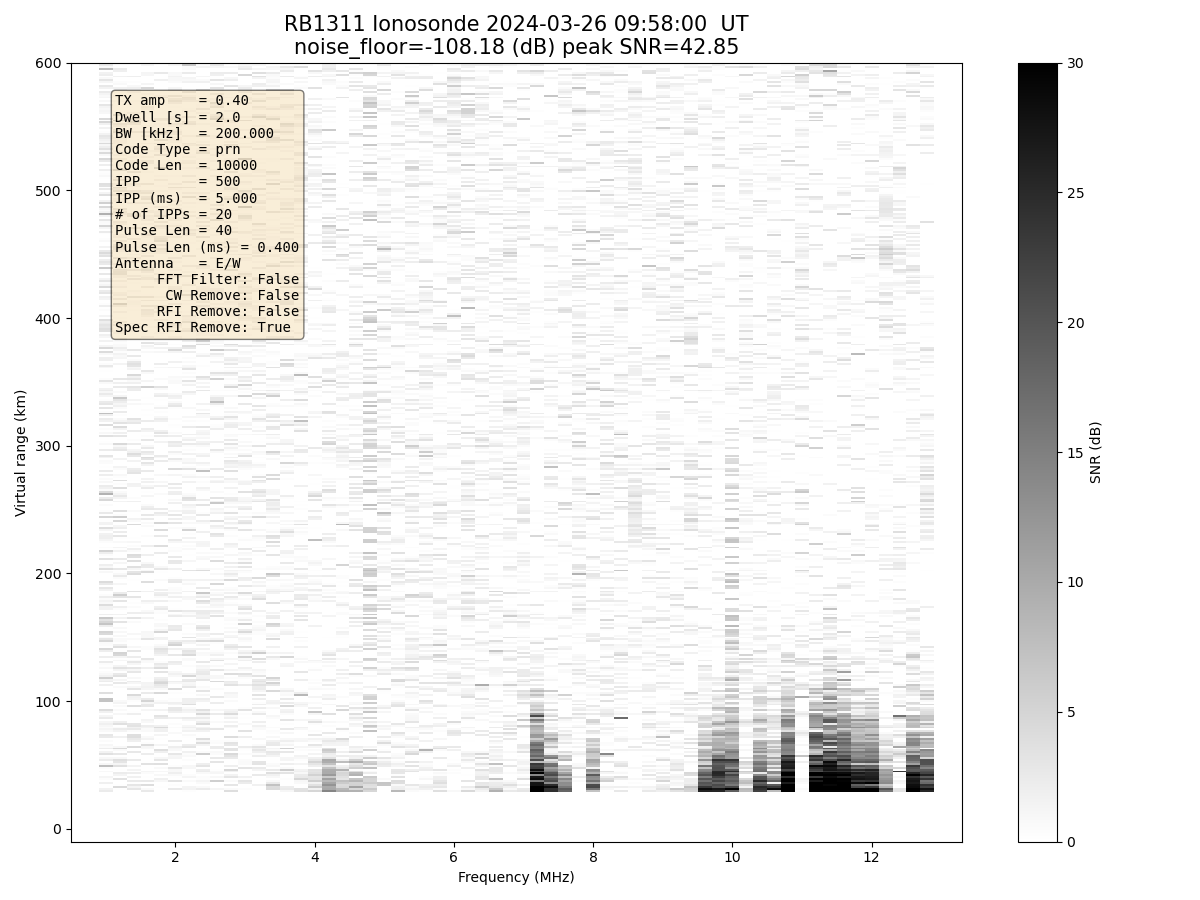 RB1311 Ionosonde 2024-03-26 09:58:00  UT
noise_floor=-108.18 (dB) peak SNR=42.85
TX amp    = 0.40
Dwell [s] = 2.0
BW [kHz]  = 200.000
Code Type = prn
Code Len  = 10000
IPP       = 500
IPP (ms)  = 5.000
# of IPPs = 20
Pulse Len = 40
Pulse Len (ms) = 0.400
Antenna   = E/W
FFT Filter: False
CW Remove: False
RFI Remove: False
Spec RFI Remove: True
600
500
400
300
200
100
0
Virtual range (km)
2 4 6 8 10 12
Frequency (MHz)
30
25
20
15
10
5
0
SNR (dB)